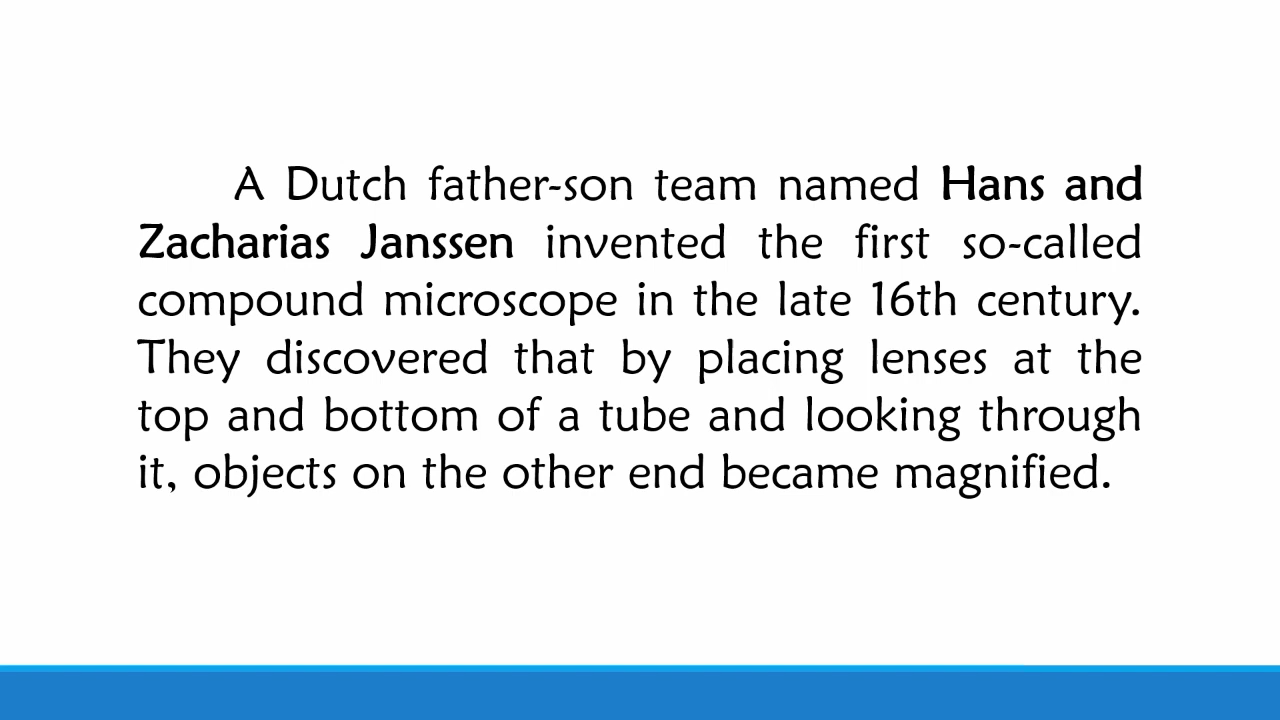 A Dutch father-son team named Hans and
Zacharias Janssen invented the first so-called
compound microscope in the late 16th century.
They discovered that by placing lenses at the
top and bottom of a tube and looking through
it, objects on the other end became magnified.